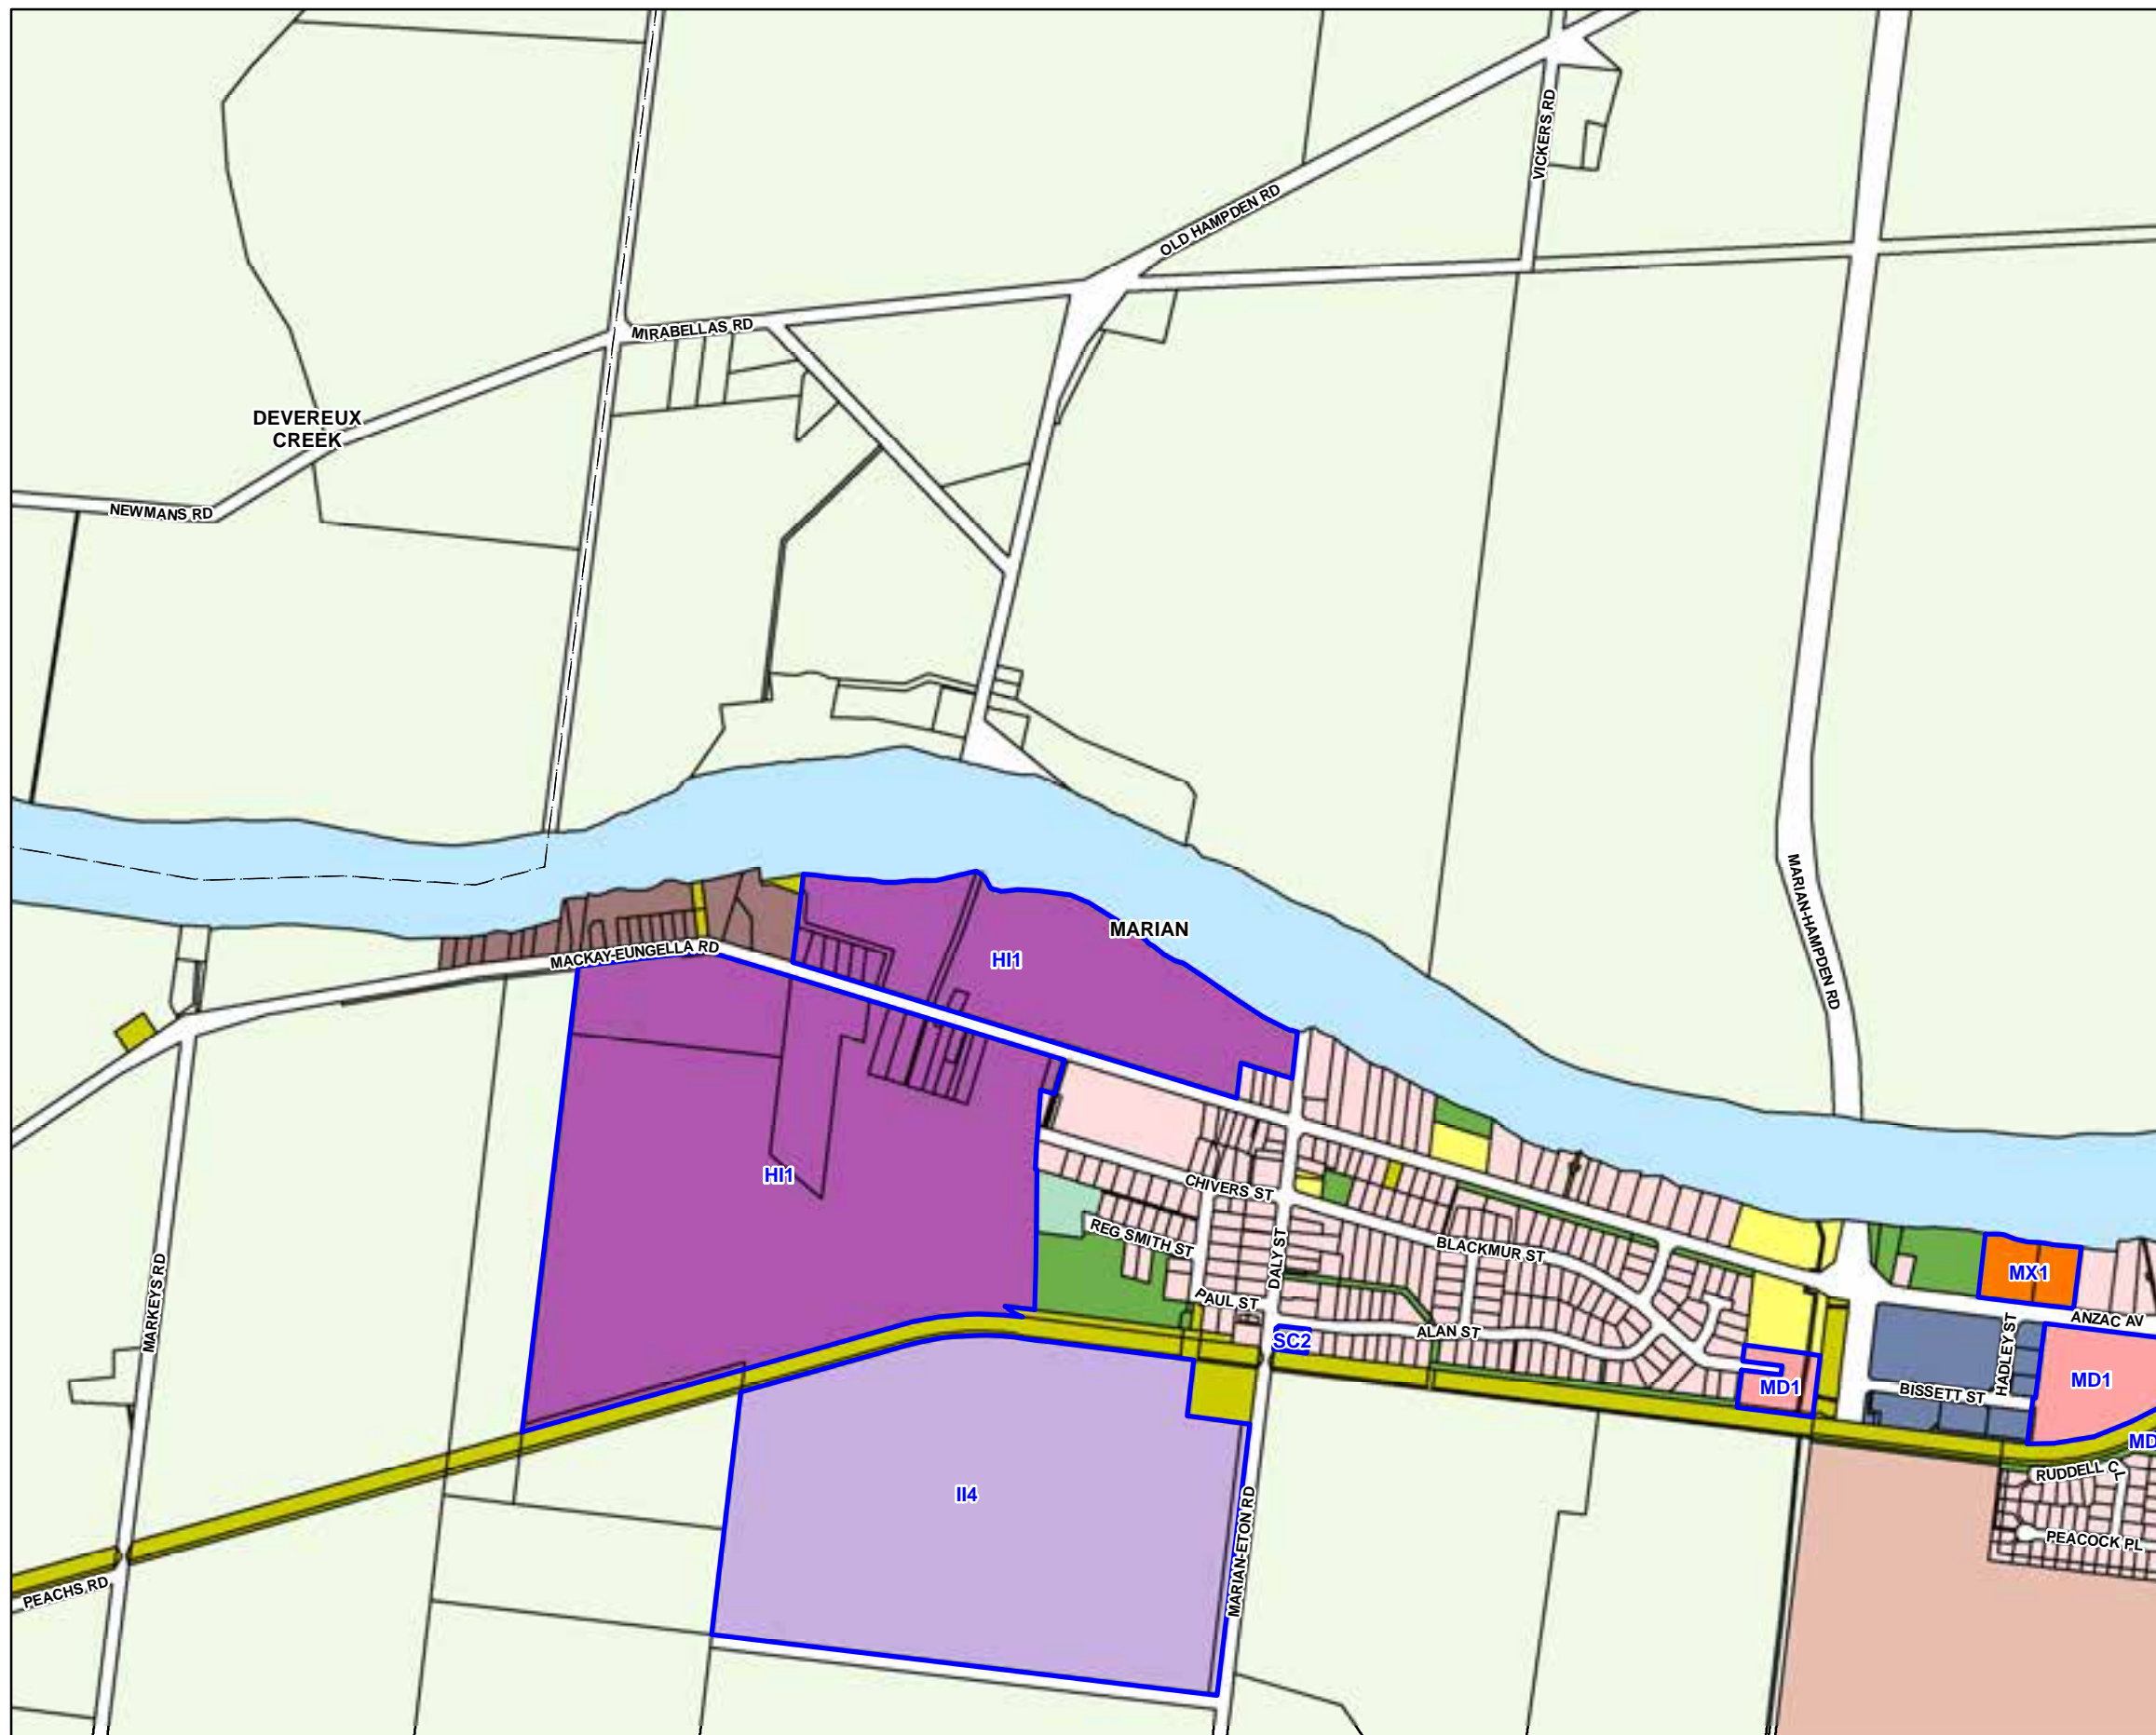 VICKERS RD
OLD HAMPDEN RD
MIRABELLAS RD
DEVEREUX
CREEK
NEWMANS RD
MARIAN
MARIAN-HAMPDEN RD
MACKAY-EUNGELLA RD
HI1
HI1
CHIVERS ST
REG SMITH ST
DALY ST
BLACKMUR ST
PAUL ST
ALAN ST
SC2
MARKEYS RD
MX1
ANZAC AV
HADLEY ST
MD1
MD1
BISSETT ST
MD
RUDDELL CL
PEACOCK PL
II4
MARIAN-ETON RD
PEACHS RD